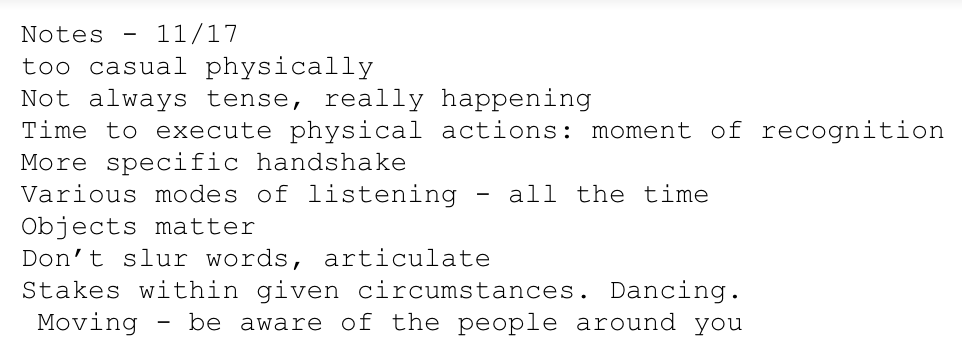 Notes - 11/17
too casual physically
Not always tense, really happening
Time to execute physical actions: moment of recognition
More specific handshake
Various modes of listening - all the time
Objects matter
Don’t slur words, articulate
Stakes within given circumstances. Dancing.
Moving - be aware of the people around you